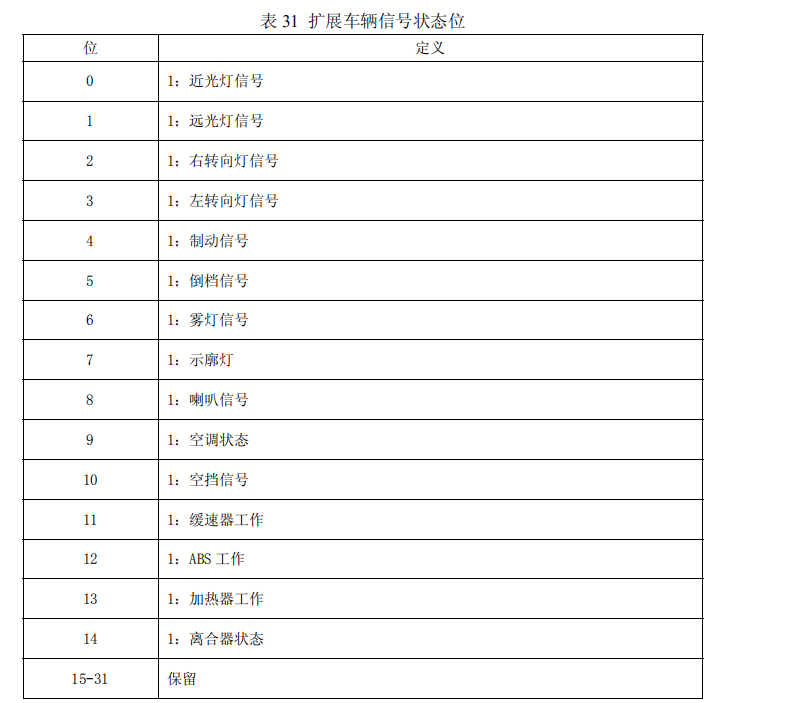 表 31 扩展车辆信号状态位
位 定义
0 1：近光灯信号
1 1：远光灯信号
2 1：右转向灯信号
3 1：左转向灯信号
4 1：制动信号
5 1：倒档信号
6 1：雾灯信号
7 1：示廓灯
8 1：喇叭信号
9 1：空调状态
10 1：空挡信号
11 1：缓速器工作
12 1：ABS 工作
13 1：加热器工作
14 1：离合器状态
15-31 保留